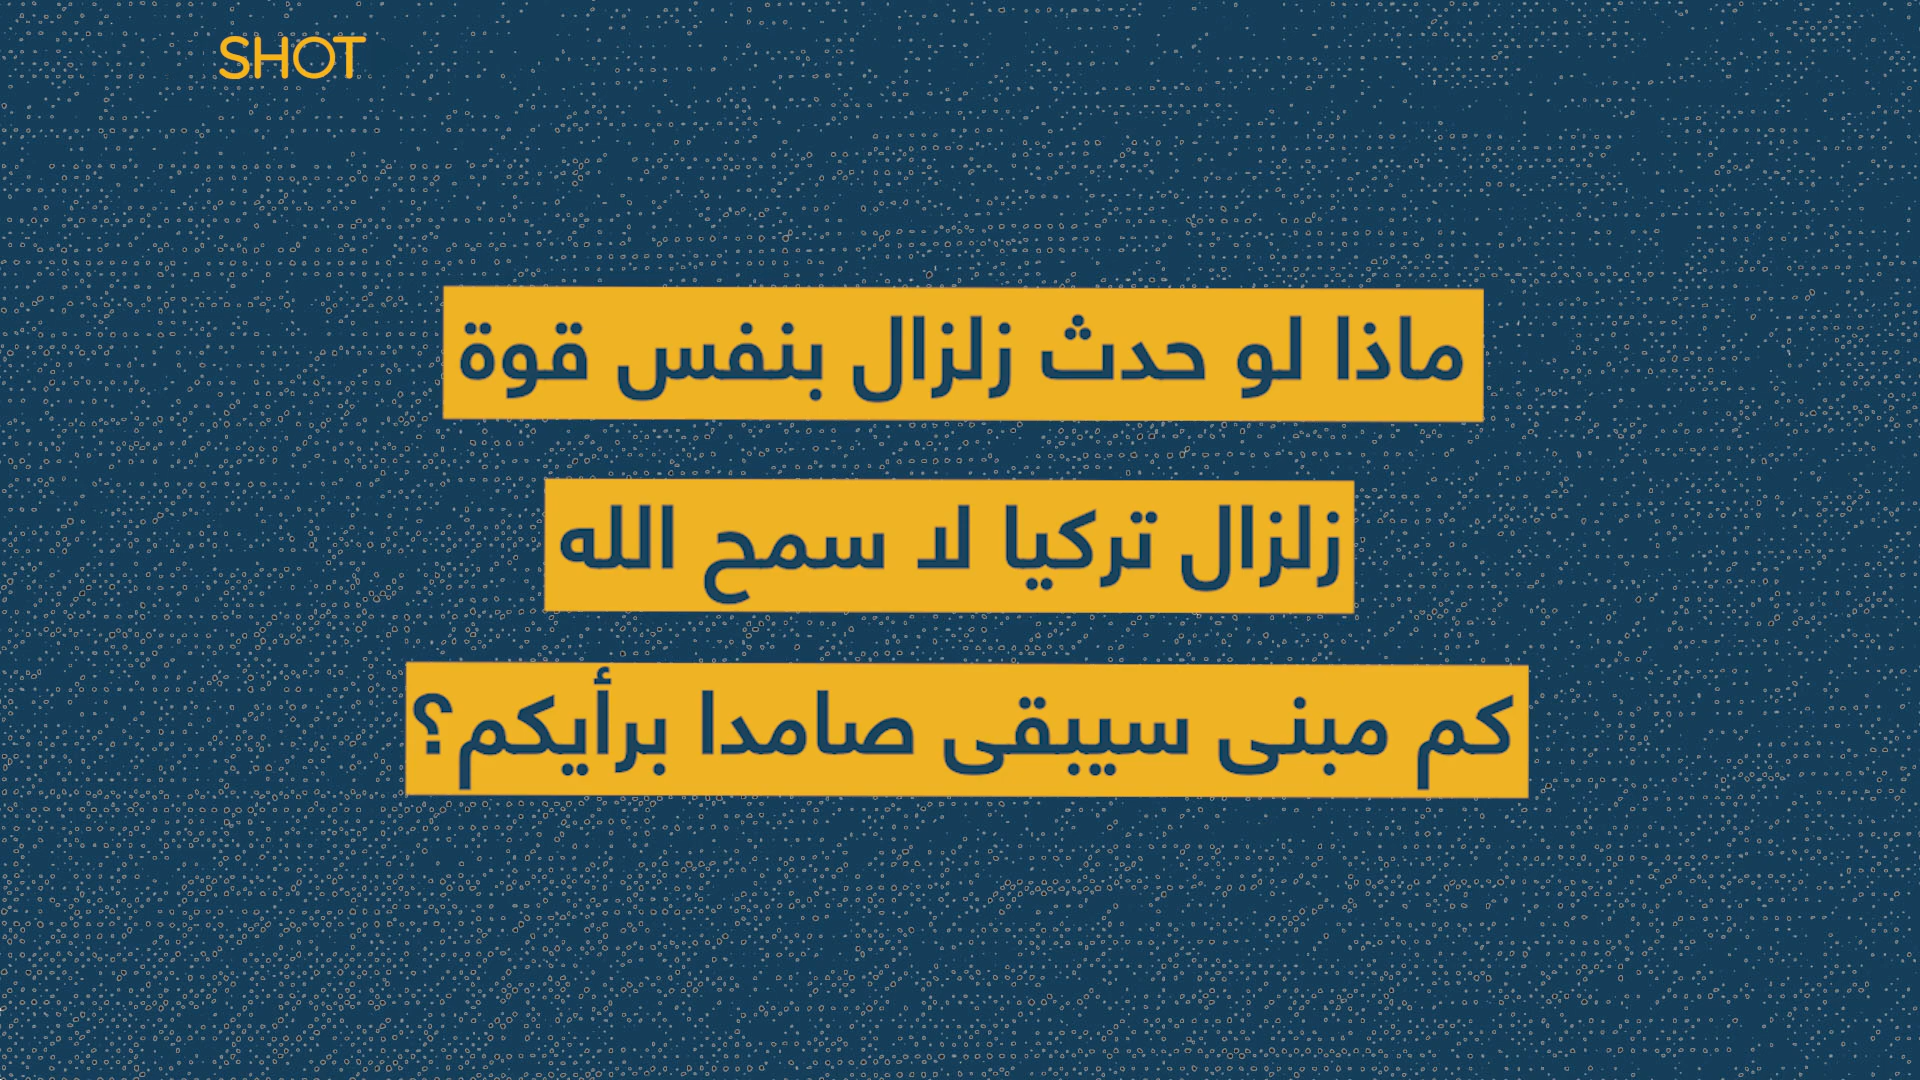 SHOT
ماذا لو حدث زلزال بنفس قوة
زلزال تركيا لا سمح الله
كم مبنى سيبقى صامدا برأيكم؟